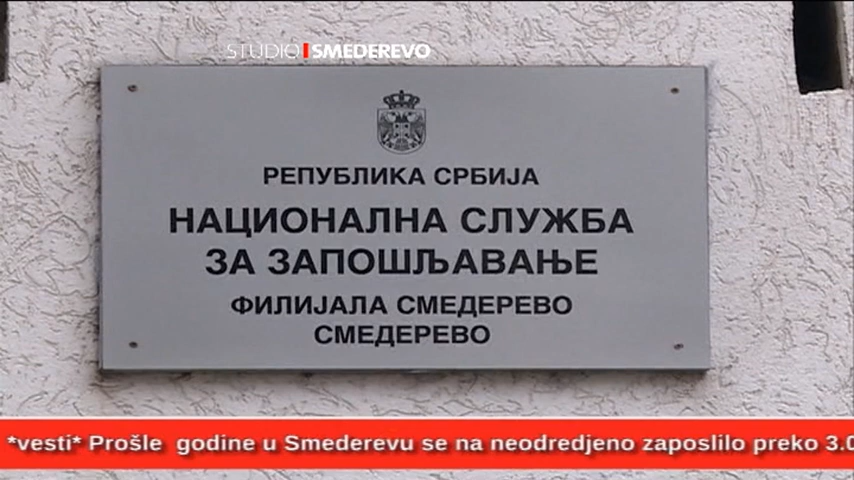 STUDIO SMEDEREVO
РЕПУБЛИКА СРБИЈА
НАЦИОНАЛНА СЛУЖБА
ЗА ЗАПОШЉАВАЊЕ
ФИЛИЈАЛА СМЕДЕРЕВО
СМЕДЕРЕВО
*vesti* Prošle godine u Smederevu se na neodredjeno zaposlilo preko